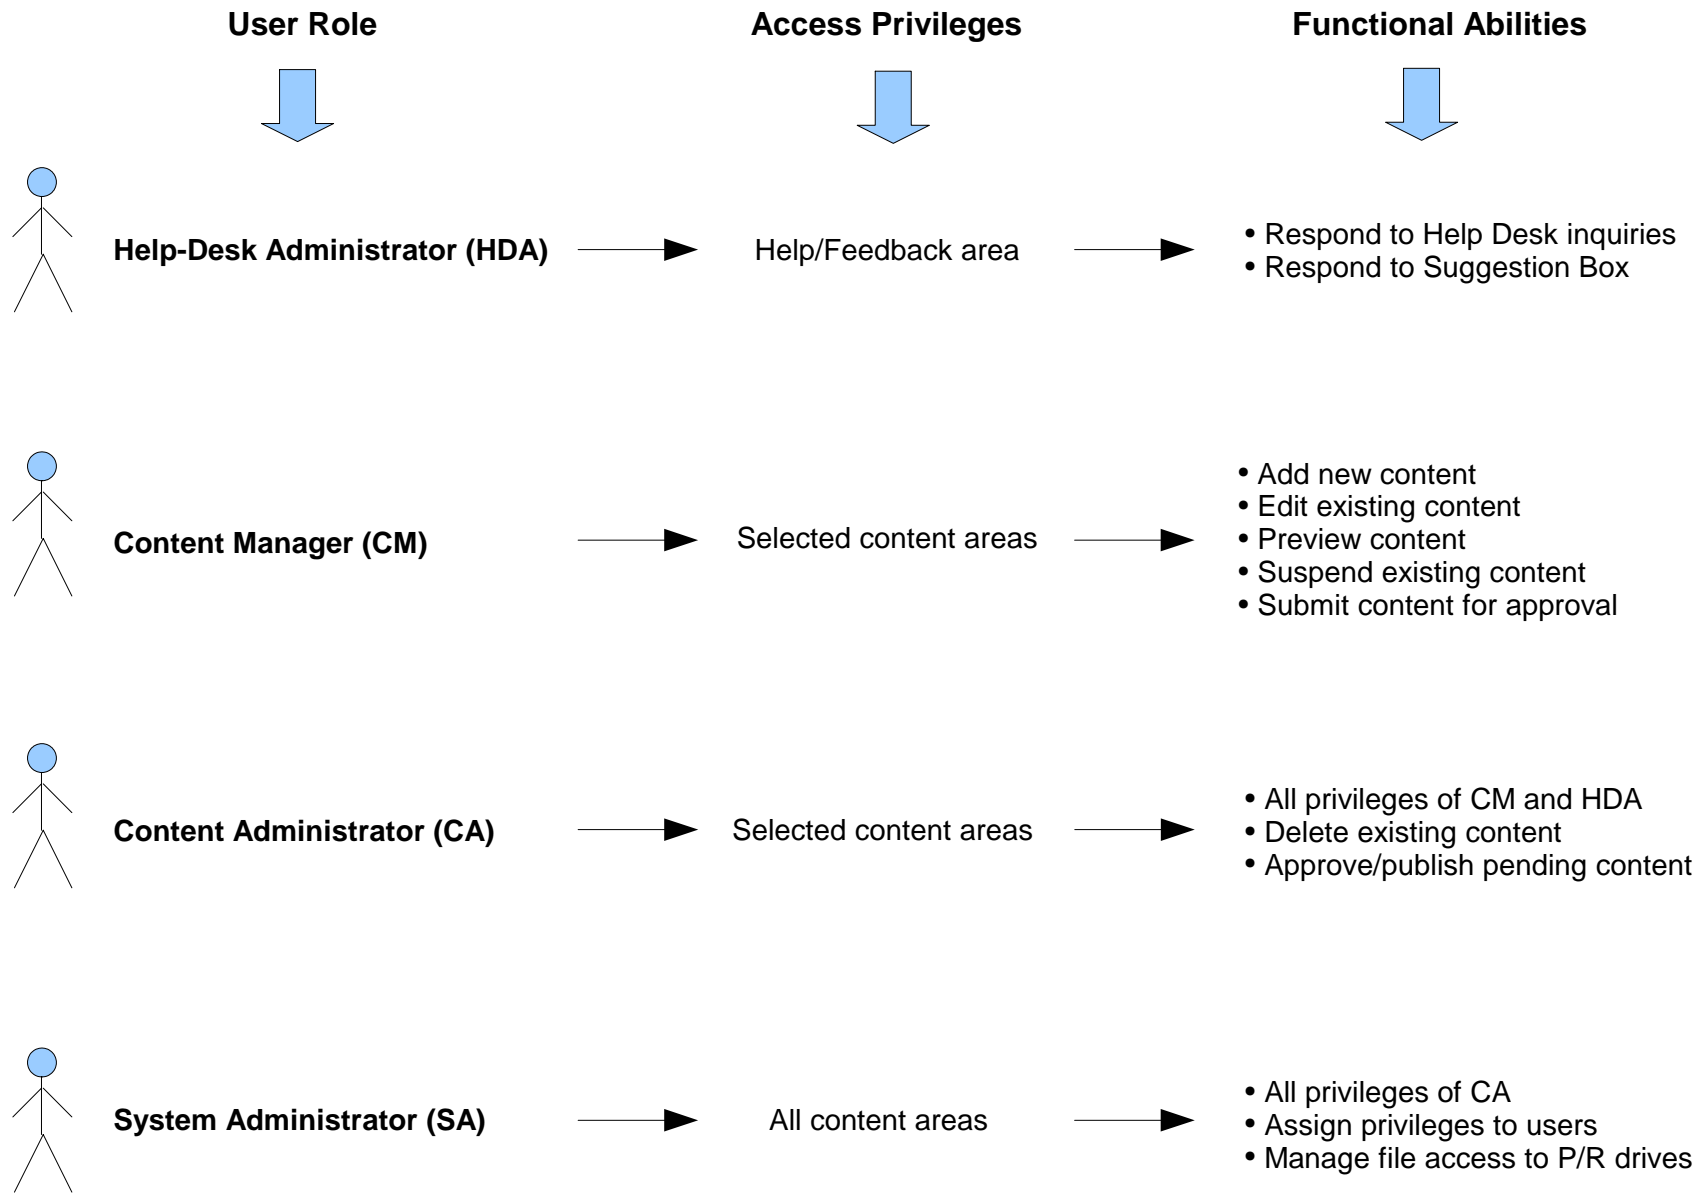 User Role
Access Privileges
Functional Abilities
Help-Desk Administrator (HDA)
Help/Feedback area
• Respond to Help Desk inquiries
• Respond to Suggestion Box
Content Manager (CM)
Selected content areas
• Add new content
• Edit existing content
• Preview content
• Suspend existing content
• Submit content for approval
Content Administrator (CA)
Selected content areas
• All privileges of CM and HDA
• Delete existing content
• Approve/publish pending content
System Administrator (SA)
All content areas
• All privileges of CA
• Assign privileges to users
• Manage file access to P/R drives